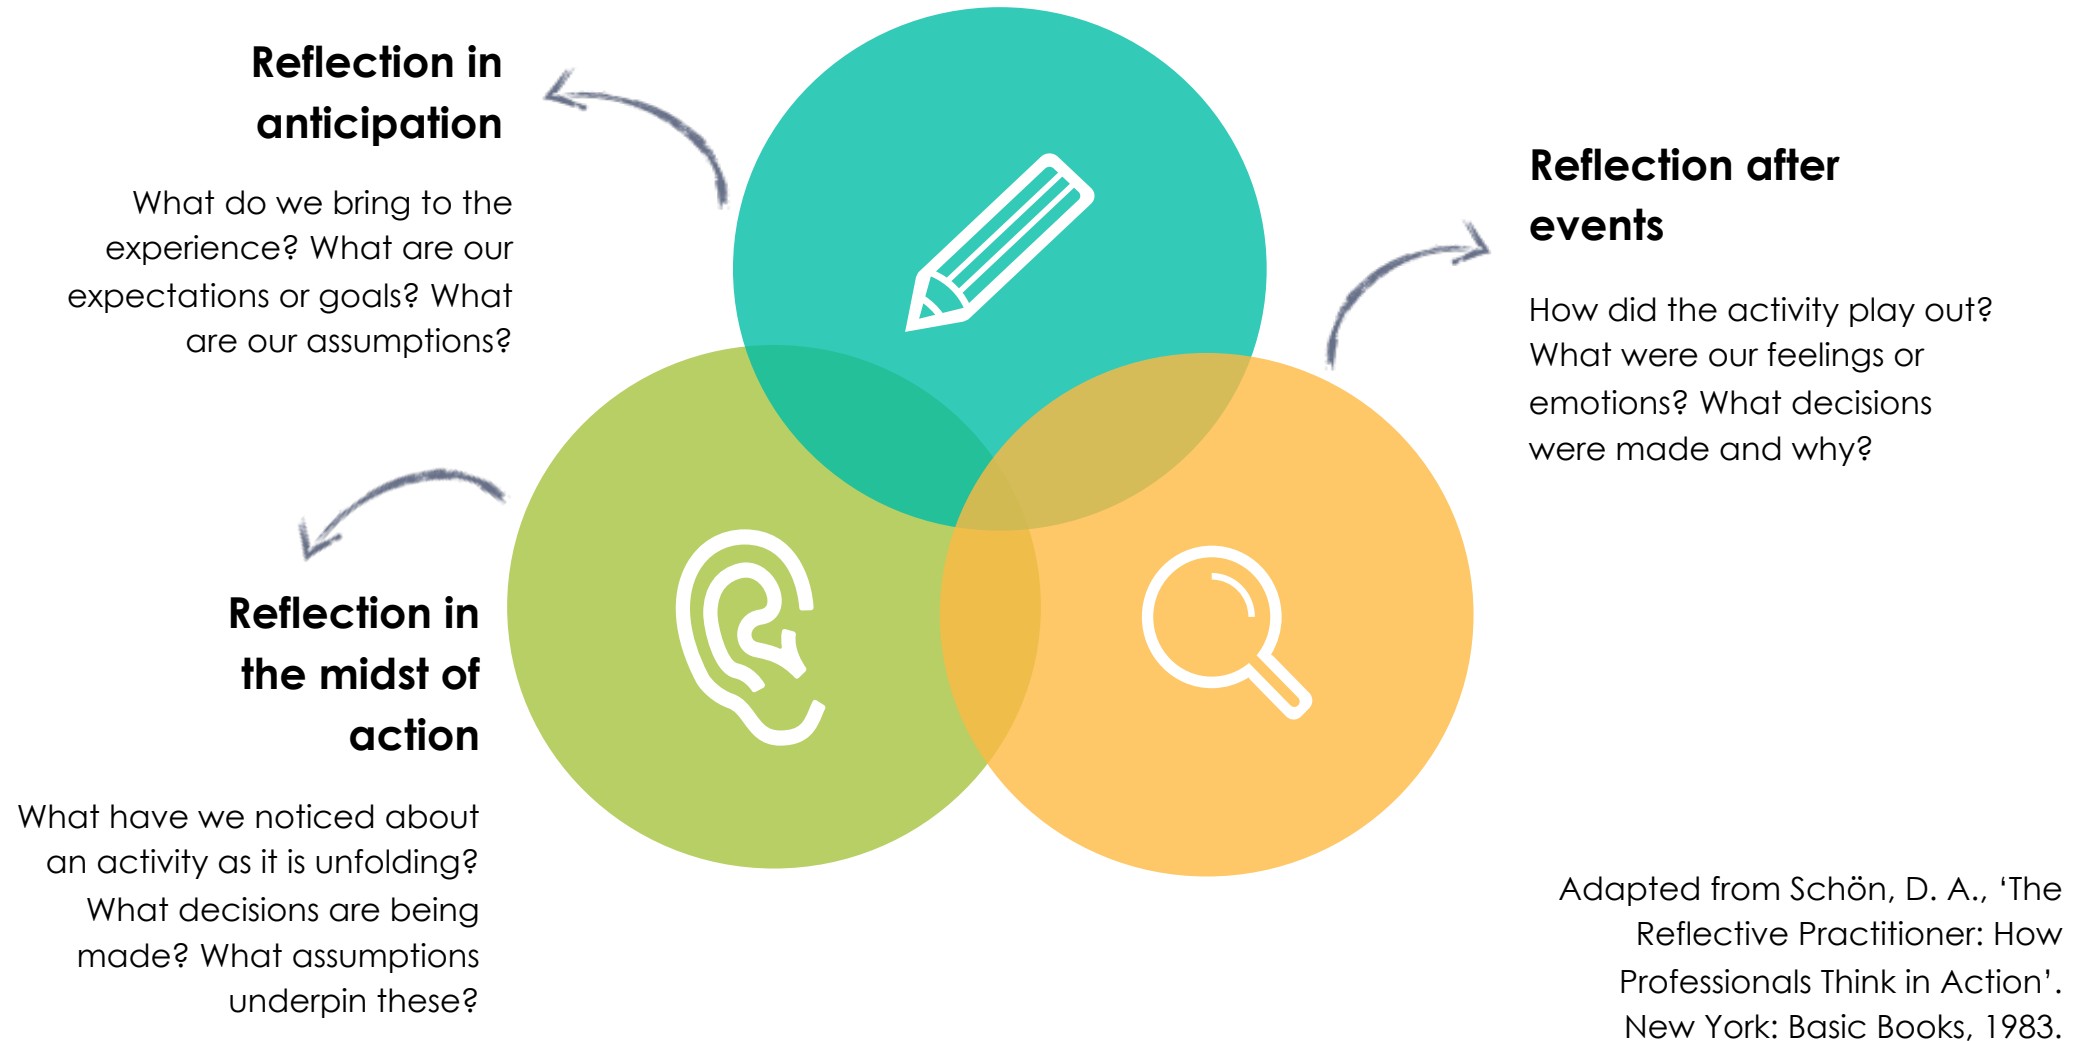 Reflection in
anticipation
What do we bring to the
experience? What are our
expectations or goals? What
are our assumptions?
Reflection after
events
How did the activity play out?
What were our feelings or
emotions? What decisions
were made and why?
Reflection in
the midst of
action
What have we noticed about
an activity as it is unfolding?
What decisions are being
made? What assumptions
underpin these?
Adapted from Schön, D. A., ‘The
Reflective Practitioner: How
Professionals Think in Action’.
New York: Basic Books, 1983.